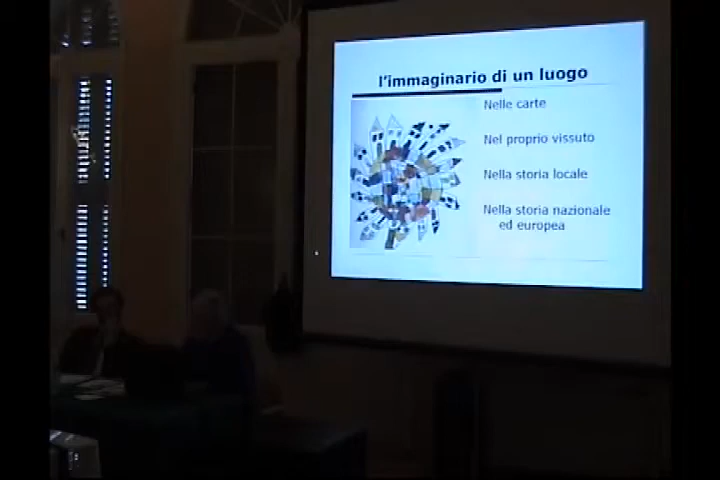 l'immaginario di un luogo
Nelle carte
Nel proprio vissuto
Nella storia locale
Nella storia nazionale
ed europea